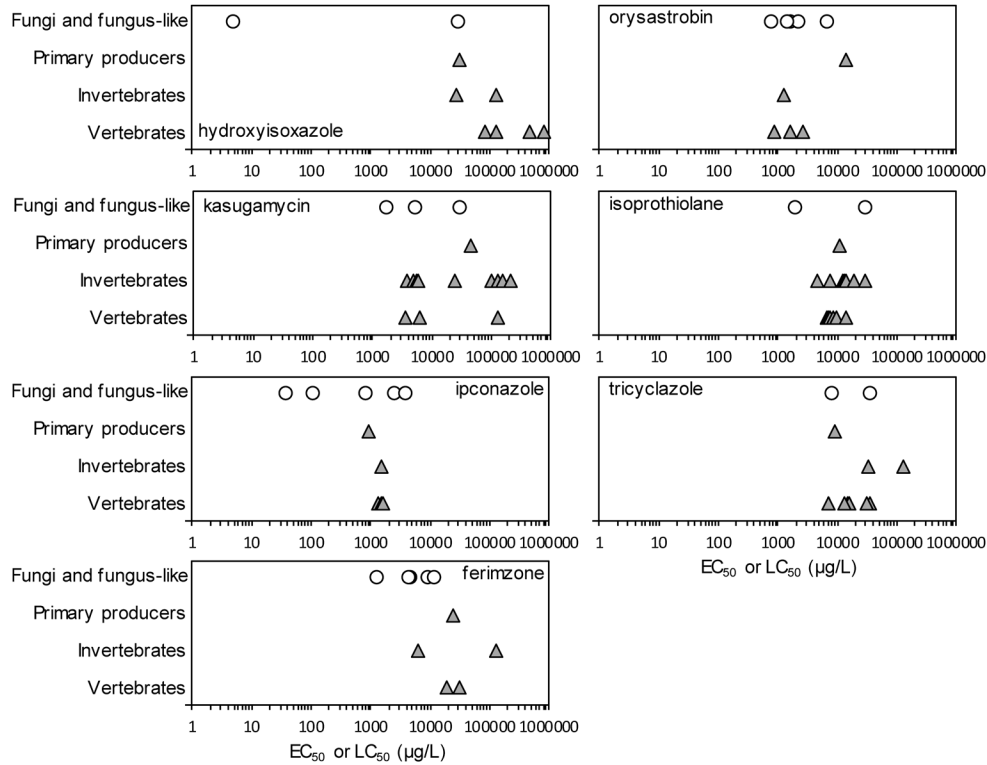 Fungi and fungus-like
Primary producers
Invertebrates
Vertebrates
hydroxyisoxazole
1 10 100 1000 10000 100000 1000000
orysastrobin
1 10 100 1000 10000 100000 1000000
Fungi and fungus-like
kasugamycin
Primary producers
Invertebrates
Vertebrates
1 10 100 1000 10000 100000 1000000
isoprothiolane
1 10 100 1000 10000 100000 1000000
Fungi and fungus-like
ipconazole
Primary producers
Invertebrates
Vertebrates
1 10 100 1000 10000 100000 1000000
tricyclazole
1 10 100 1000 10000 100000 1000000
EC50 or LC50 (µg/L)
Fungi and fungus-like
ferimzone
Primary producers
Invertebrates
Vertebrates
1 10 100 1000 10000 100000 1000000
EC50 or LC50 (µg/L)